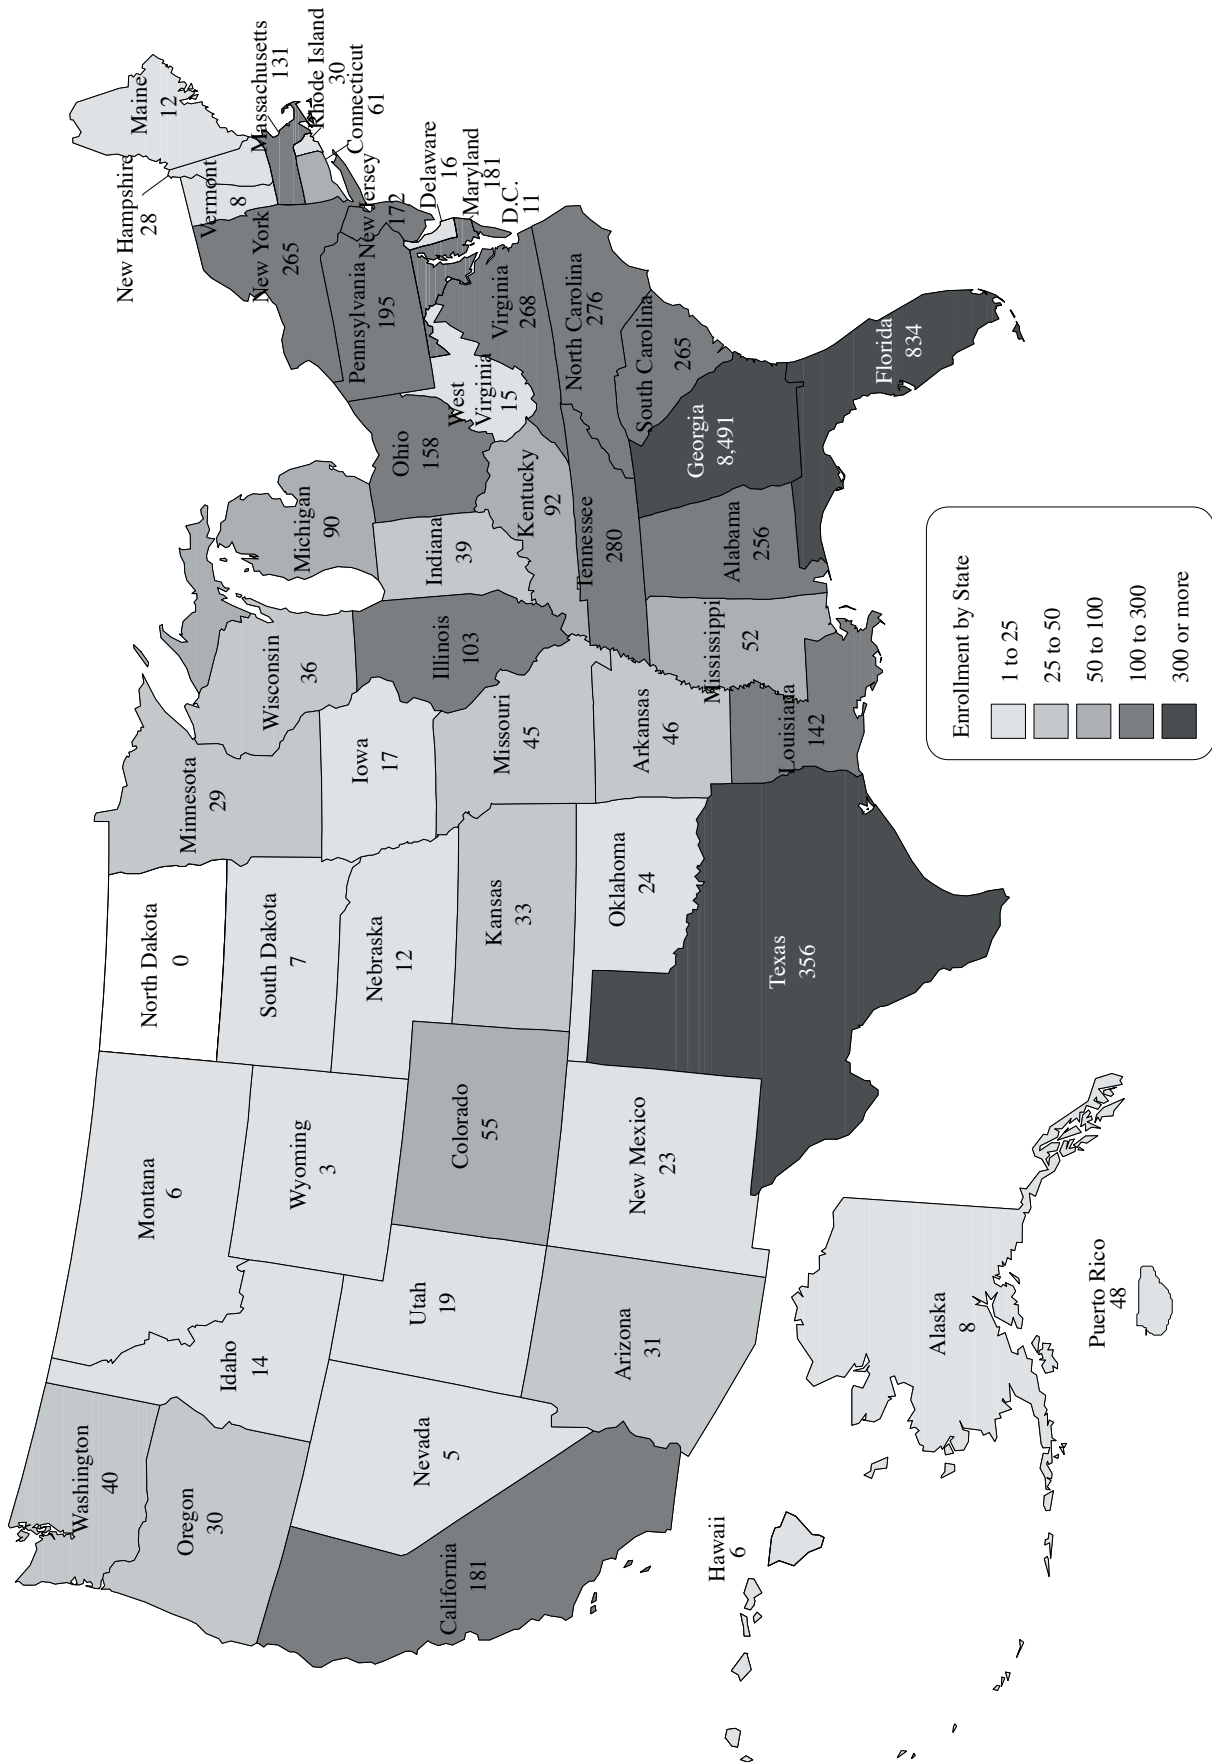 Washington
40
Oregon
30
California
181
Nevada
5
Idaho
14
Montana
6
Wyoming
3
Utah
19
Arizona
31
Colorado
55
New Mexico
23
North Dakota
0
South Dakota
7
Nebraska
12
Kansas
33
Oklahoma
24
Texas
356
Minnesota
29
Iowa
17
Missouri
45
Arkansas
46
Louisiana
142
Wisconsin
36
Illinois
103
Michigan
90
Indiana
39
Ohio
158
Kentucky
92
Tennessee
280
Mississippi
52
Alabama
256
Georgia
8,491
Florida
834
South Carolina
265
North Carolina
276
Virginia
268
West
Virginia
15
Pennsylvania
195
New York
265
Vermont
8
New Hampshire
28
Maine
12
Massachusetts
131
Rhode Island
30
Connecticut
61
New Jersey
172
Delaware
16
Maryland
181
D.C.
11
Hawaii
6
Alaska
8
Puerto Rico
48
Enrollment by State
1 to 25
25 to 50
50 to 100
100 to 300
300 or more